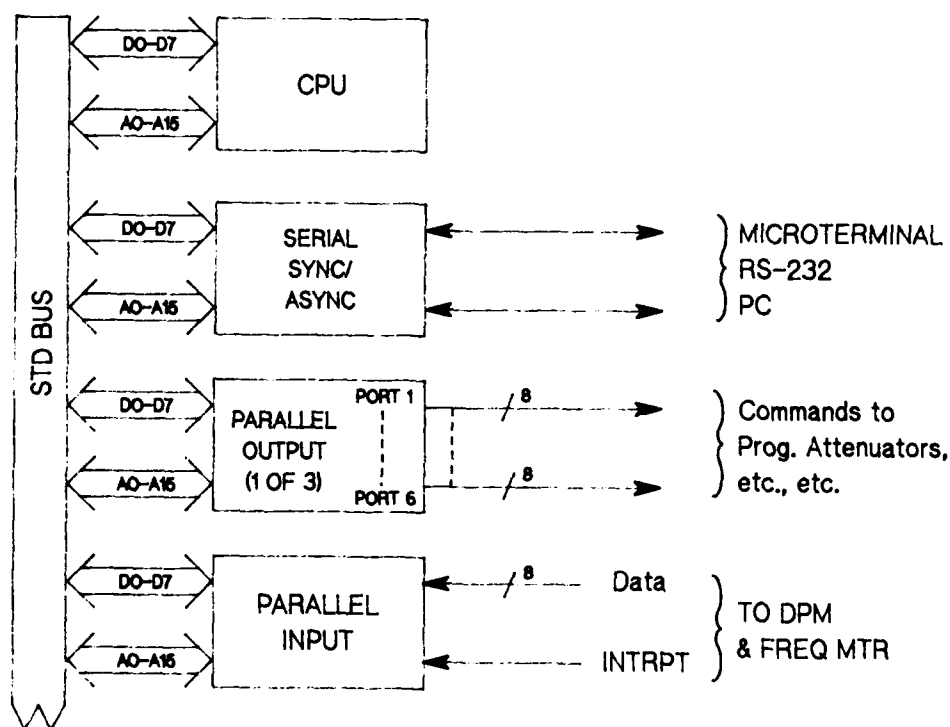 STD BUS
DO-D7
AO-A15
CPU
DO-D7
AO-A15
SERIAL
SYNC/
ASYNC
MICROTERMINAL
RS-232
PC
DO-D7
AO-A15
PARALLEL
OUTPUT
(1 OF 3)
PORT 1
PORT 6
8
8
Commands to
Prog. Attenuators,
etc., etc.
DO-D7
AO-A15
PARALLEL
INPUT
8
Data
INTRPT
TO DPM
& FREQ MTR